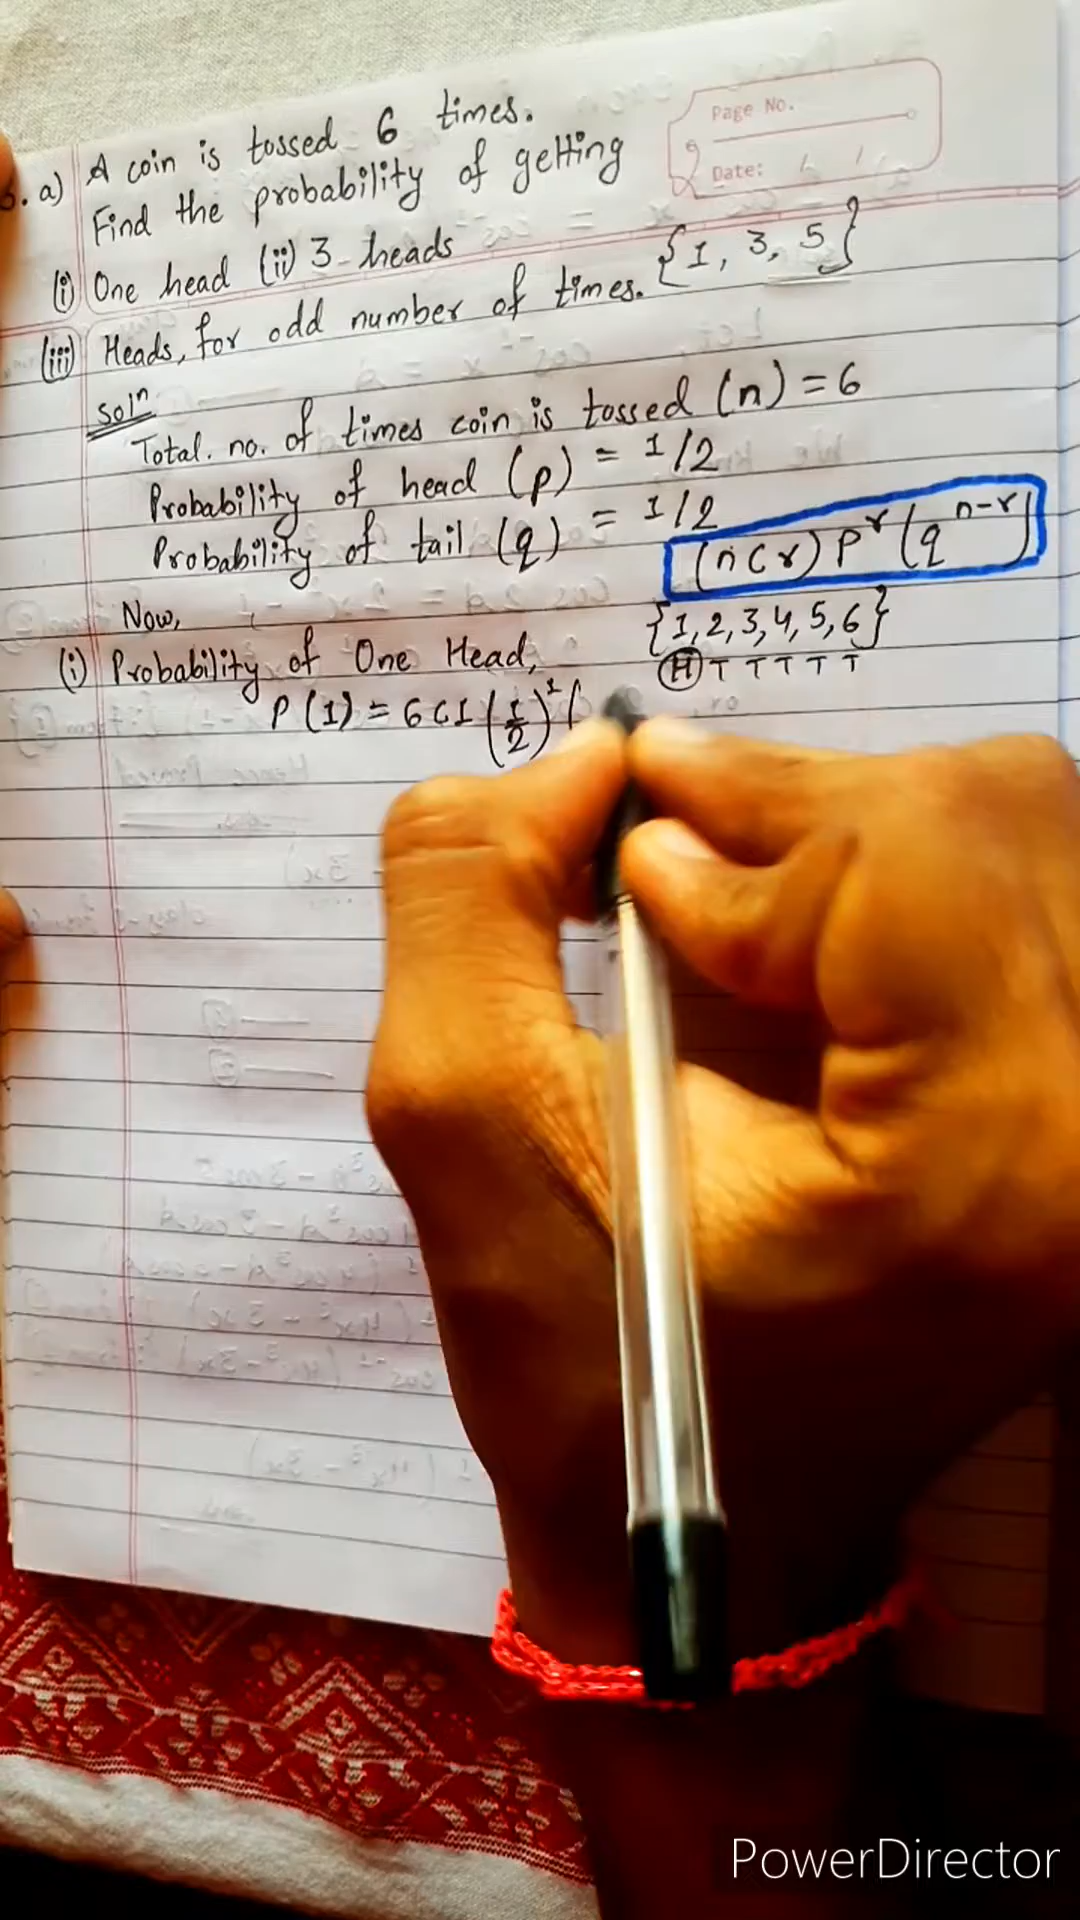 Page No.
Date:
a) A coin is tossed 6 times.
Find the probability of getting
(i) One head (ii) 3 heads
(iii) Heads, for odd number of times. {1, 3, 5}
Solⁿ
Total. no. of times coin is tossed (n) = 6
Probability of head (p) = 1/2
Probability of tail (q) = 1/2
(nCr) Pʳ (qⁿ⁻ʳ)
Now,
{1,2,3,4,5,6}
(i) Probability of One Head,
H T T T T T
P(1) = 6C1 (1/2)¹ (
PowerDirector